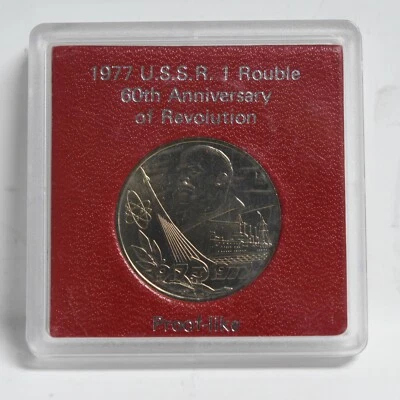 1977 U.S.S.R. 1 Rouble
60th Anniversary
of Revolution
Proof-like